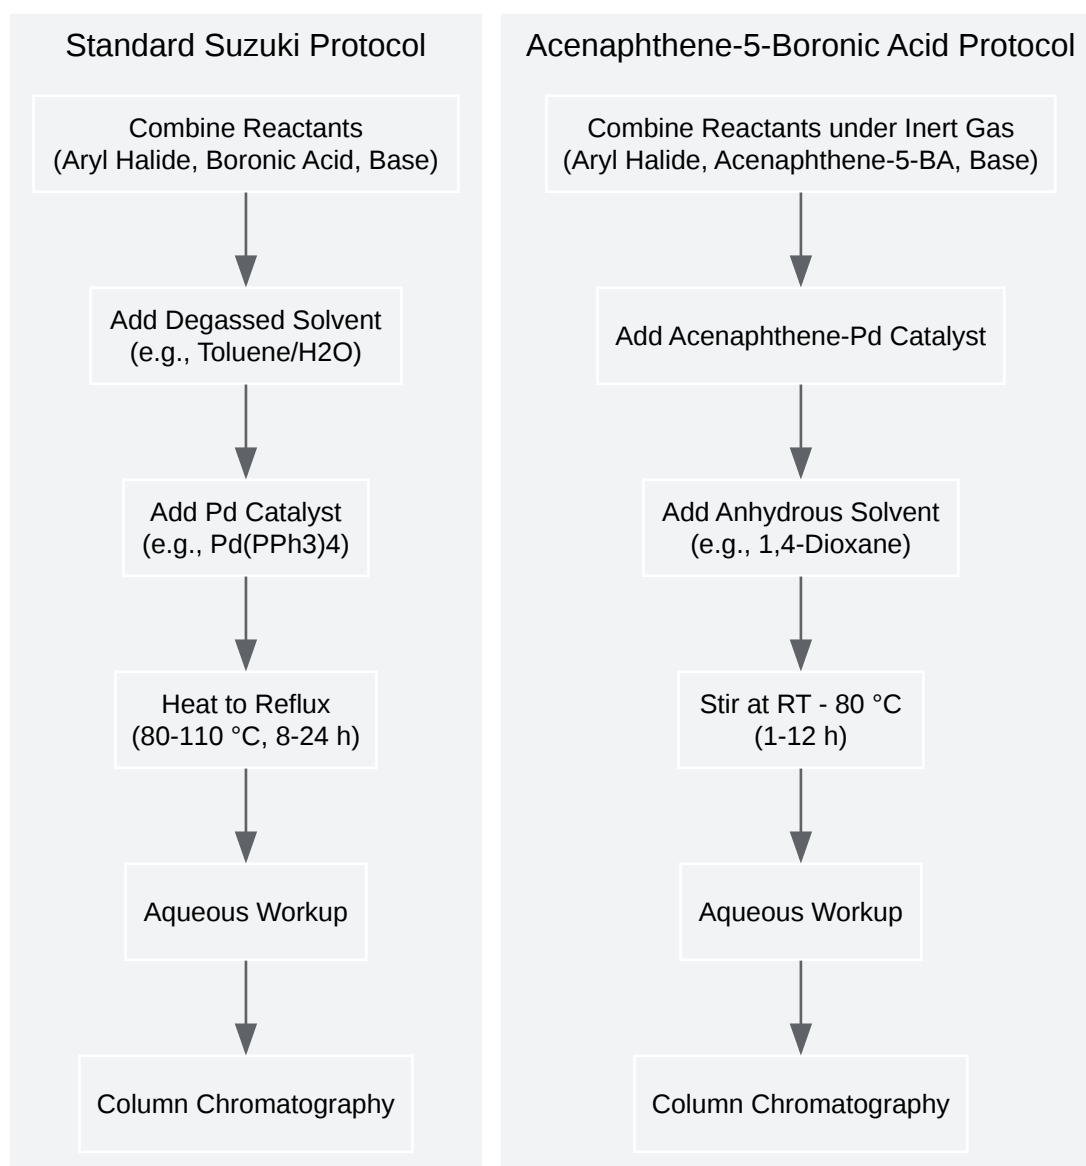 Standard Suzuki Protocol
Combine Reactants
(Aryl Halide, Boronic Acid, Base)
Add Degassed Solvent
(e.g., Toluene/H2O)
Add Pd Catalyst
(e.g., Pd(PPh3)4)
Heat to Reflux
(80-110 °C, 8-24 h)
Aqueous Workup
Column Chromatography
Acenaphthene-5-Boronic Acid Protocol
Combine Reactants under Inert Gas
(Aryl Halide, Acenaphthene-5-BA, Base)
Add Acenaphthene-Pd Catalyst
Add Anhydrous Solvent
(e.g., 1,4-Dioxane)
Stir at RT - 80 °C
(1-12 h)
Aqueous Workup
Column Chromatography